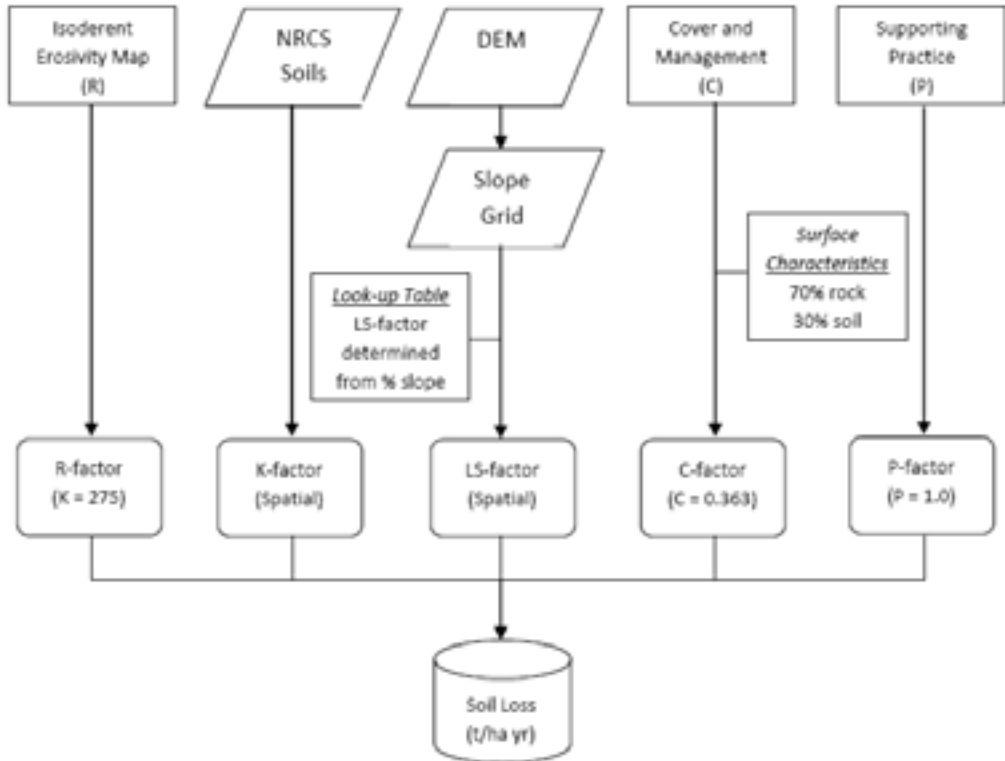 Isoderent
Erosivity Map
(R)
NRCS
Soils
DEM
Cover and
Management
(C)
Supporting
Practice
(P)
Slope
Grid
Surface
Characteristics
70% rock
30% soil
Look-up Table
LS-factor
determined
from % slope
R-factor
(K = 275)
K-factor
(Spatial)
LS-factor
(Spatial)
C-factor
(C = 0.363)
P-factor
(P = 1.0)
Soil Loss
(t/ha yr)